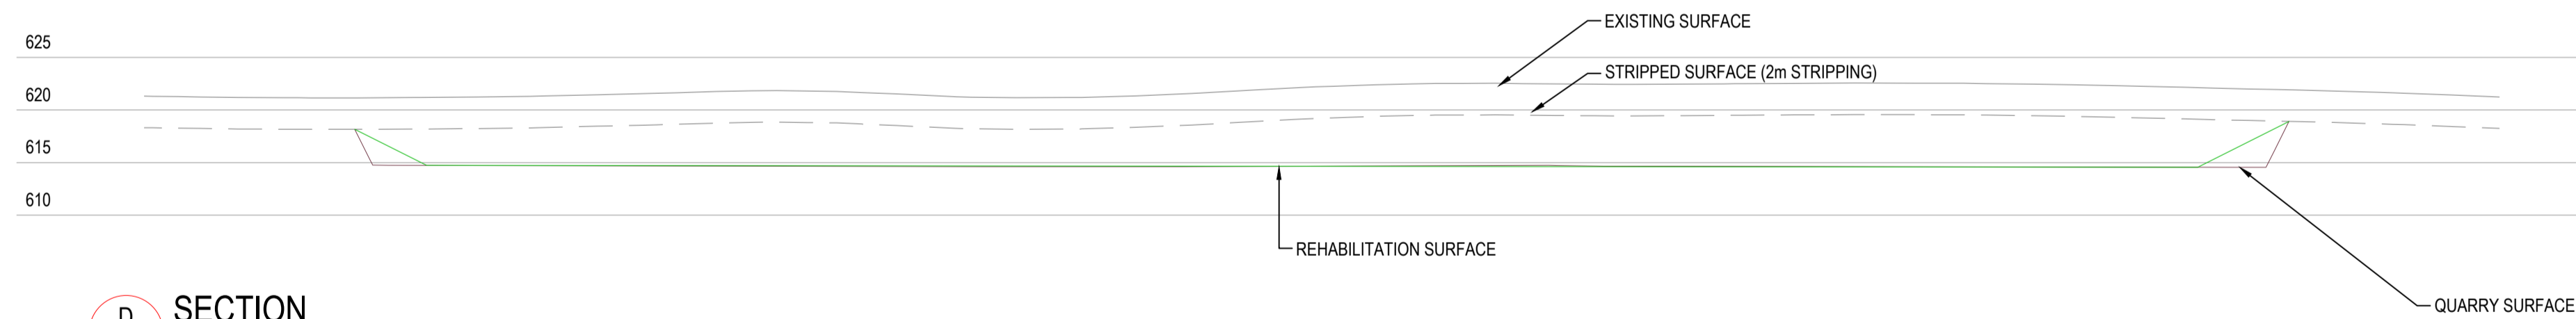 EXISTING SURFACE
625
STRIPPED SURFACE (2m STRIPPING)
620
615
610
REHABILITATION SURFACE
D
SECTION
QUARRY SURFACE